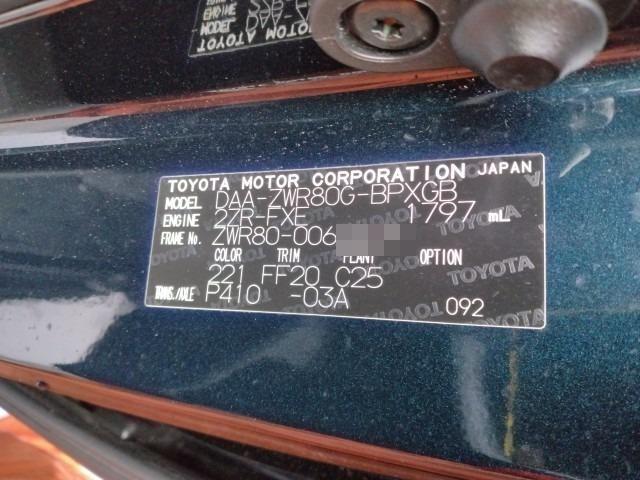 TOYOTA MOTOR CORPORATION JAPAN
MODEL DAA-ZWR80G-BPXGB
ENGINE 2ZR-FXE 1797 mL
FRAME No. ZWR80-006
COLOR TRIM PLANT OPTION
221 FF20 C25
TRANS./AXLE P410 -03A 092